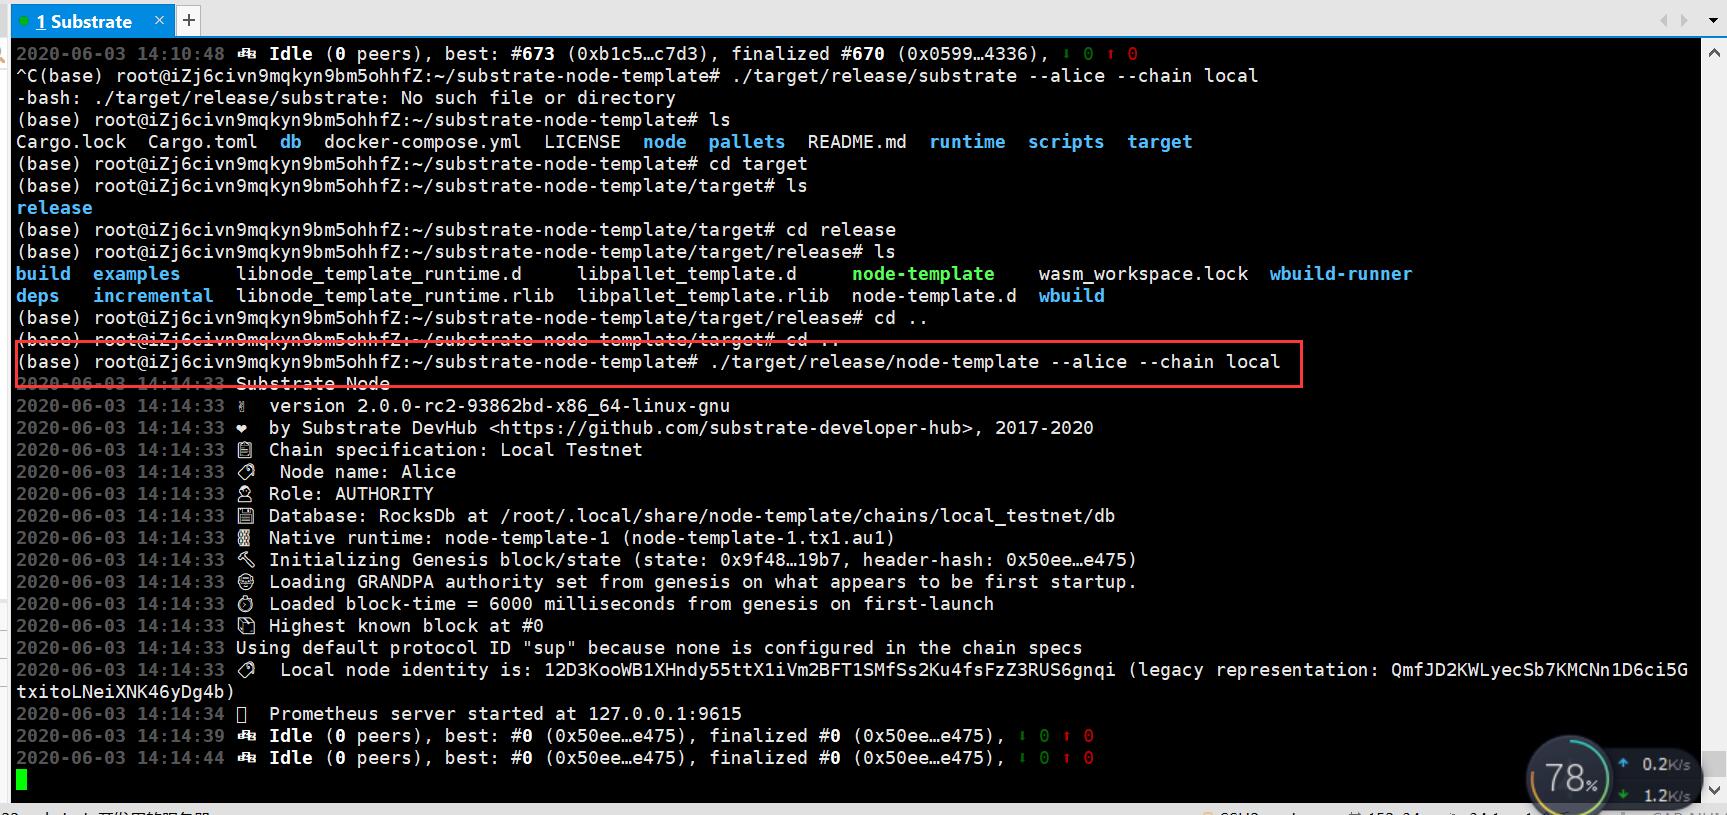 1 Substrate × +
2020-06-03 14:10:48 💤 Idle (0 peers), best: #673 (0xb1c5…c7d3), finalized #670 (0x0599…4336), ⬇ 0 ⬆ 0
^C(base) root@iZj6civn9mqkyn9bm5ohhfZ:~/substrate-node-template# ./target/release/substrate --alice --chain local
-bash: ./target/release/substrate: No such file or directory
(base) root@iZj6civn9mqkyn9bm5ohhfZ:~/substrate-node-template# ls
Cargo.lock Cargo.toml db docker-compose.yml LICENSE node pallets README.md runtime scripts target
(base) root@iZj6civn9mqkyn9bm5ohhfZ:~/substrate-node-template# cd target
(base) root@iZj6civn9mqkyn9bm5ohhfZ:~/substrate-node-template/target# ls
release
(base) root@iZj6civn9mqkyn9bm5ohhfZ:~/substrate-node-template/target# cd release
(base) root@iZj6civn9mqkyn9bm5ohhfZ:~/substrate-node-template/target/release# ls
build examples libnode_template_runtime.d libpallet_template.d node-template wasm_workspace.lock wbuild-runner
deps incremental libnode_template_runtime.rlib libpallet_template.rlib node-template.d wbuild
(base) root@iZj6civn9mqkyn9bm5ohhfZ:~/substrate-node-template/target/release# cd ..
(base) root@iZj6civn9mqkyn9bm5ohhfZ:~/substrate-node-template/target# cd ..
(base) root@iZj6civn9mqkyn9bm5ohhfZ:~/substrate-node-template# ./target/release/node-template --alice --chain local
2020-06-03 14:14:33 Substrate Node
2020-06-03 14:14:33 ✌ version 2.0.0-rc2-93862bd-x86_64-linux-gnu
2020-06-03 14:14:33 ❤ by Substrate DevHub <https://github.com/substrate-developer-hub>, 2017-2020
2020-06-03 14:14:33 📋 Chain specification: Local Testnet
2020-06-03 14:14:33 🏷 Node name: Alice
2020-06-03 14:14:33 👤 Role: AUTHORITY
2020-06-03 14:14:33 💾 Database: RocksDb at /root/.local/share/node-template/chains/local_testnet/db
2020-06-03 14:14:33 ⛓ Native runtime: node-template-1 (node-template-1.tx1.au1)
2020-06-03 14:14:33 🔨 Initializing Genesis block/state (state: 0x9f48…19b7, header-hash: 0x50ee…e475)
2020-06-03 14:14:33 👴 Loading GRANDPA authority set from genesis on what appears to be first startup.
2020-06-03 14:14:33 ⏱ Loaded block-time = 6000 milliseconds from genesis on first-launch
2020-06-03 14:14:33 📦 Highest known block at #0
2020-06-03 14:14:33 Using default protocol ID "sup" because none is configured in the chain specs
2020-06-03 14:14:33 🏷 Local node identity is: 12D3KooWB1XHndy55ttX1iVm2BFT1SMfSs2Ku4fsFzZ3RUS6gnqi (legacy representation: QmfJD2KWLyecSb7KMCNn1D6ci5G
txitoLNeiXNK46yDg4b)
2020-06-03 14:14:34 Prometheus server started at 127.0.0.1:9615
2020-06-03 14:14:39 💤 Idle (0 peers), best: #0 (0x50ee…e475), finalized #0 (0x50ee…e475), ⬇ 0 ⬆ 0
2020-06-03 14:14:44 💤 Idle (0 peers), best: #0 (0x50ee…e475), finalized #0 (0x50ee…e475), ⬇ 0 ⬆ 0
78%
0.2K/s
1.2K/s